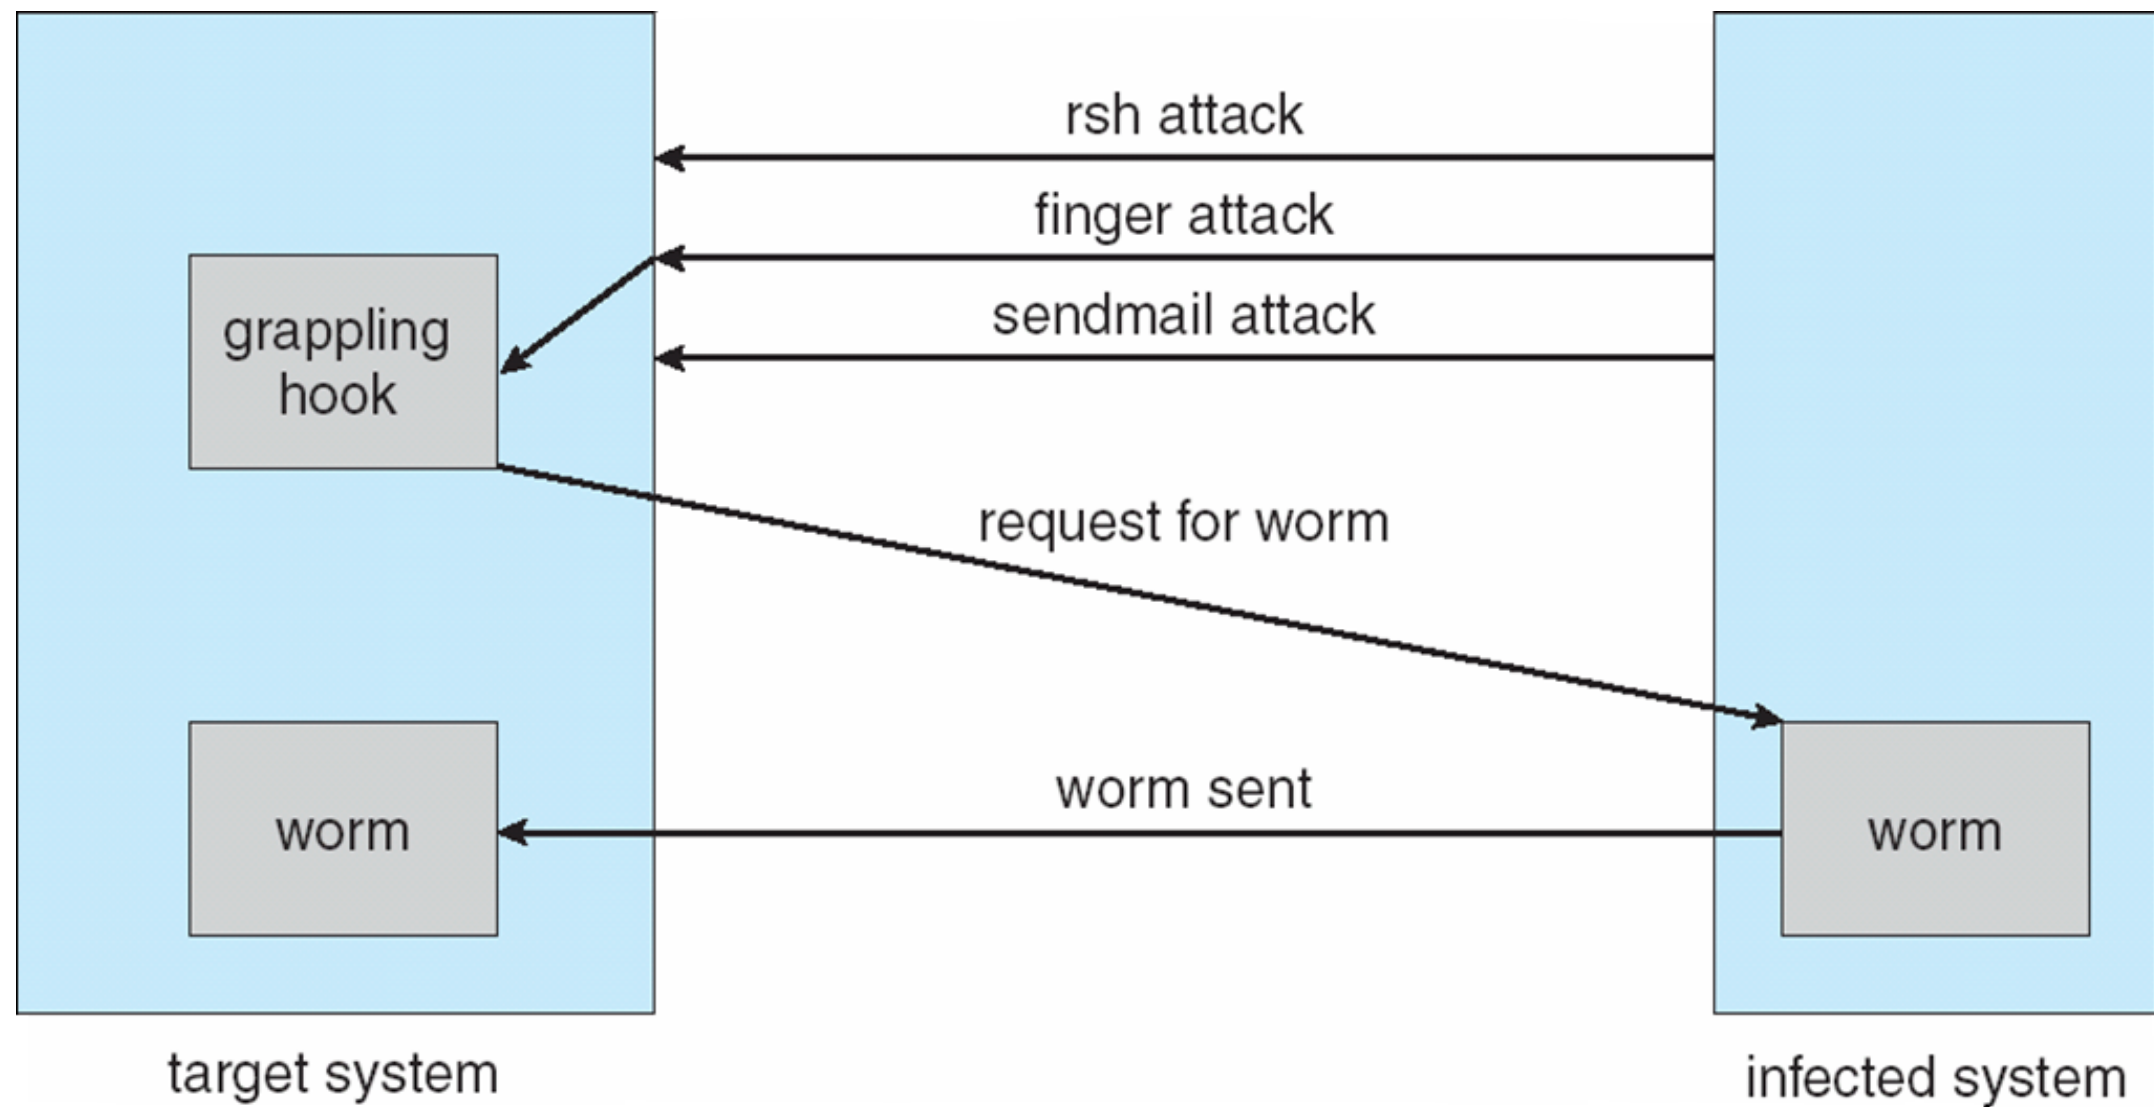 rsh attack
finger attack
sendmail attack
grappling
hook
request for worm
worm sent
worm
worm
target system
infected system